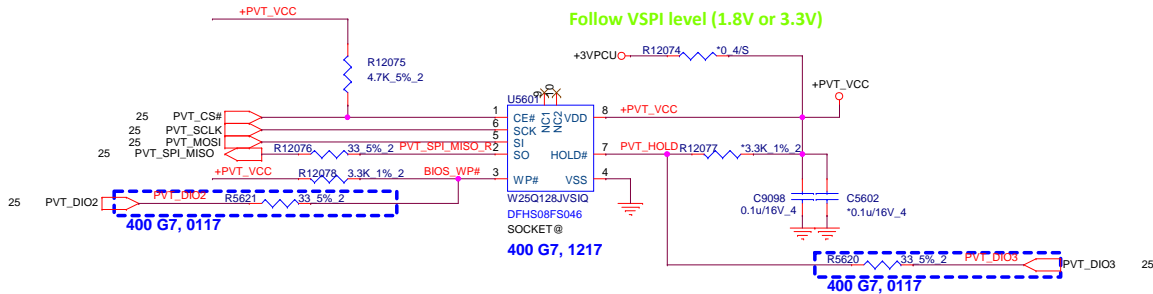 Follow VSPI level (1.8V or 3.3V)
+PVT_VCC
R12074 *0_4/S
+3VPCU
R12075
4.7K_5%_2
+PVT_VCC
U5601
9 10
NC1 NC2
25 PVT_CS# 1 CE# VDD 8 +PVT_VCC
25 PVT_SCLK 6 SCK
25 PVT_MOSI 5 SI
25 PVT_SPI_MISO R12076 33_5%_2 PVT_SPI_MISO_R 2 SO HOLD# 7 PVT_HOLD R12077 *3.3K_1%_2
+PVT_VCC R12078 3.3K_1%_2 BIOS_WP# 3 WP# VSS 4
25 PVT_DIO2 PVT_DIO2 R5621 33_5%_2
W25Q128JVSIQ
DFHS08FS046
SOCKET@
400 G7, 1217
400 G7, 0117
C9098
0.1u/16V_4
C5602
*0.1u/16V_4
R5620 33_5%_2 PVT_DIO3 PVT_DIO3 25
400 G7, 0117